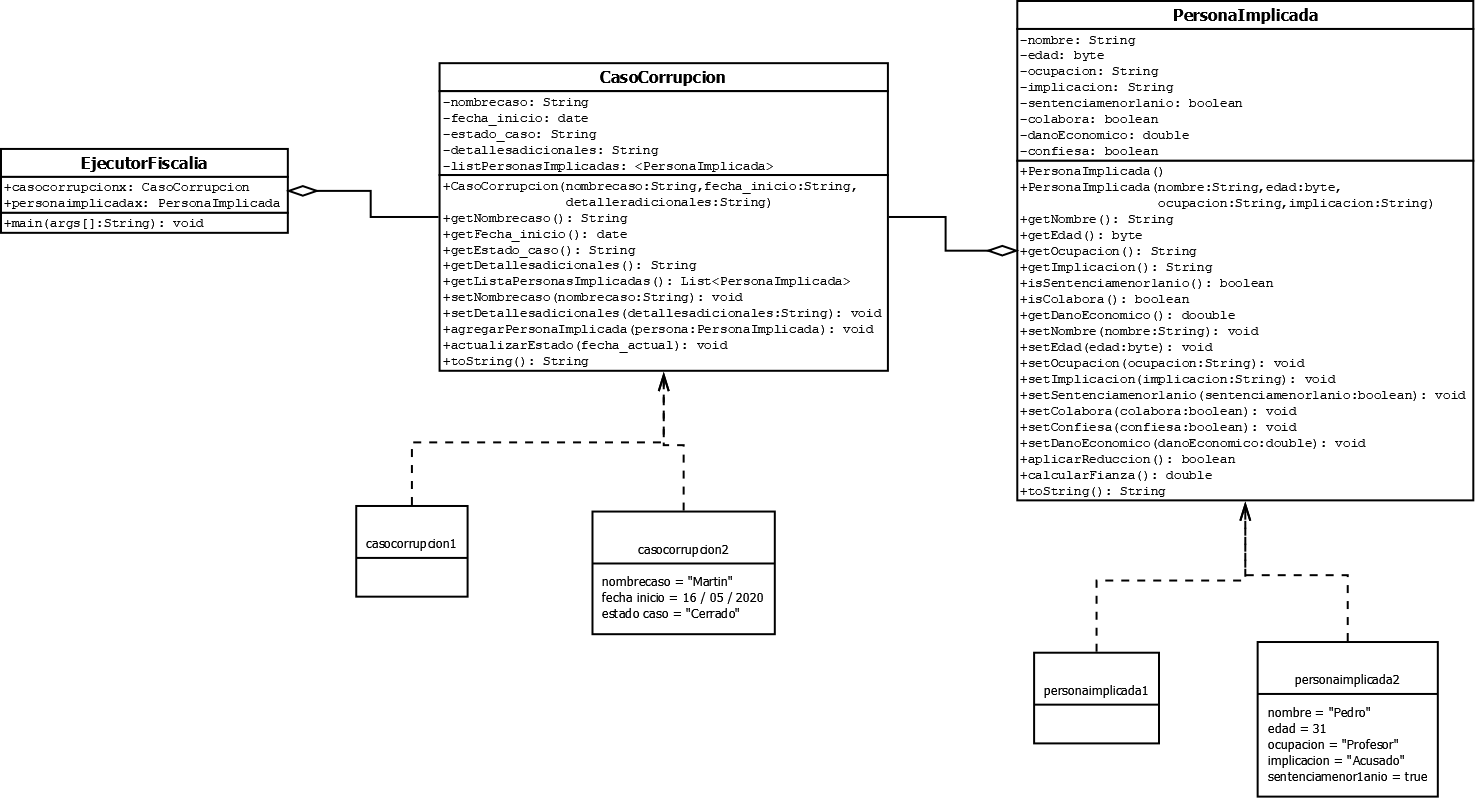 EjecutorFiscalia
+casocorrupcionx: CasoCorrupcion
+personaimplicadax: PersonaImplicada
+main(args[]:String): void
CasoCorrupcion
-nombrecaso: String
-fecha_inicio: date
-estado_caso: String
-detallesadicionales: String
-listPersonasImplicadas: <PersonaImplicada>
+CasoCorrupcion(nombrecaso:String,fecha_inicio:String,
detalleradicionales:String)
+getNombrecaso(): String
+getFecha_inicio(): date
+getEstado_caso(): String
+getDetallesadicionales(): String
+getListaPersonasImplicadas(): List<PersonaImplicada>
+setNombrecaso(nombrecaso:String): void
+setDetallesadicionales(detallesadicionales:String): void
+agregarPersonaImplicada(persona:PersonaImplicada): void
+actualizarEstado(fecha_actual): void
+toString(): String
PersonaImplicada
-nombre: String
-edad: byte
-ocupacion: String
-implicacion: String
-sentenciamenor1anio: boolean
-colabora: boolean
-danoEconomico: double
-confiesa: boolean
+PersonaImplicada()
+PersonaImplicada(nombre:String,edad:byte,
ocupacion:String,implicacion:String)
+getNombre(): String
+getEdad(): byte
+getOcupacion(): String
+getImplicacion(): String
+isSentenciamenor1anio(): boolean
+isColabora(): boolean
+getDanoEconomico(): doouble
+setNombre(nombre:String): void
+setEdad(edad:byte): void
+setOcupacion(ocupacion:String): void
+setImplicacion(implicacion:String): void
+setSentenciamenor1anio(sentenciamenor1anio:boolean): void
+setColabora(colabora:boolean): void
+setConfiesa(confiesa:boolean): void
+setDanoEconomico(danoEconomico:double): void
+aplicarReduccion(): boolean
+calcularFianza(): double
+toString(): String
casocorrupcion1
casocorrupcion2
nombrecaso = "Martin"
fecha inicio = 16 / 05 / 2020
estado caso = "Cerrado"
personaimplicada1
personaimplicada2
nombre = "Pedro"
edad = 31
ocupacion = "Profesor"
implicacion = "Acusado"
sentenciamenor1anio = true